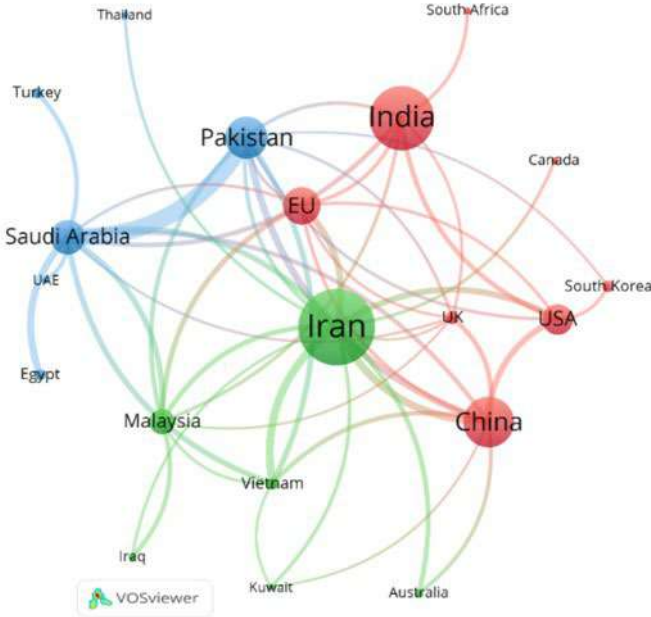 Thailand
South Africa
Turkey
India
Pakistan
Canada
EU
Saudi Arabia
UAE
South Korea
Iran
UK
USA
Egypt
Malaysia
China
Vietnam
Iraq
Kuwait
Australia
VOSviewer